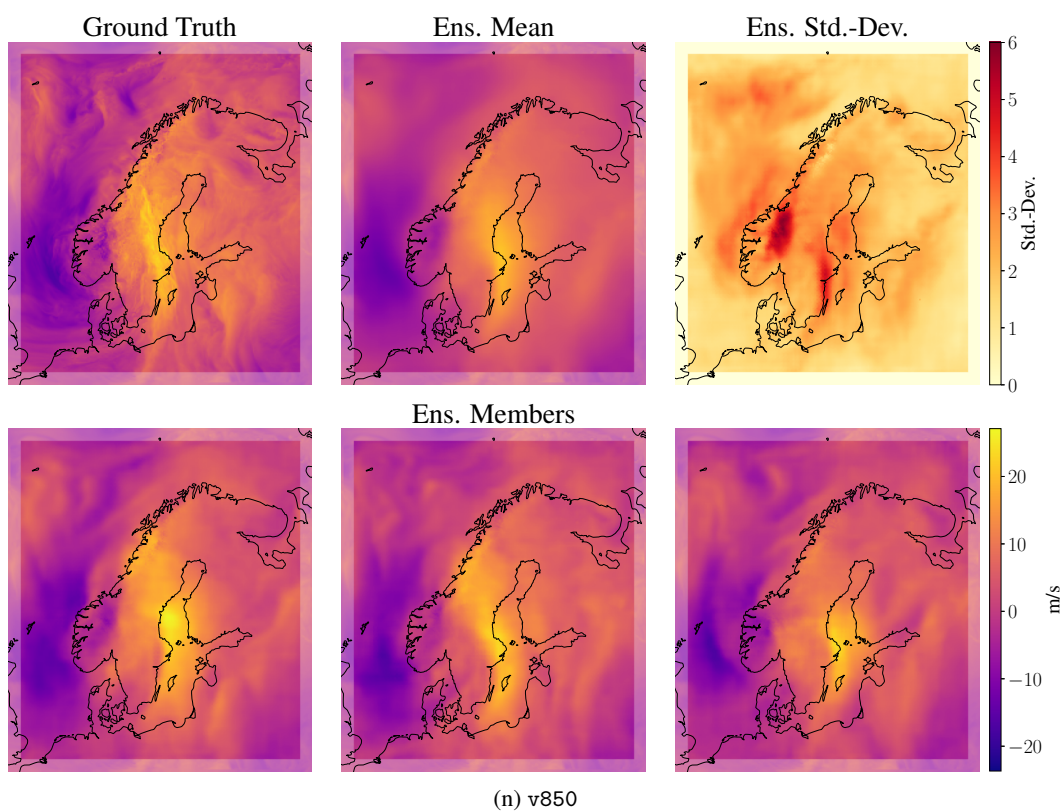 Ground Truth
Ens. Mean
Ens. Std.-Dev.
6
5
4
3
2
1
0
Std.-Dev.
Ens. Members
20
10
0
−10
−20
m/s
(n) v850